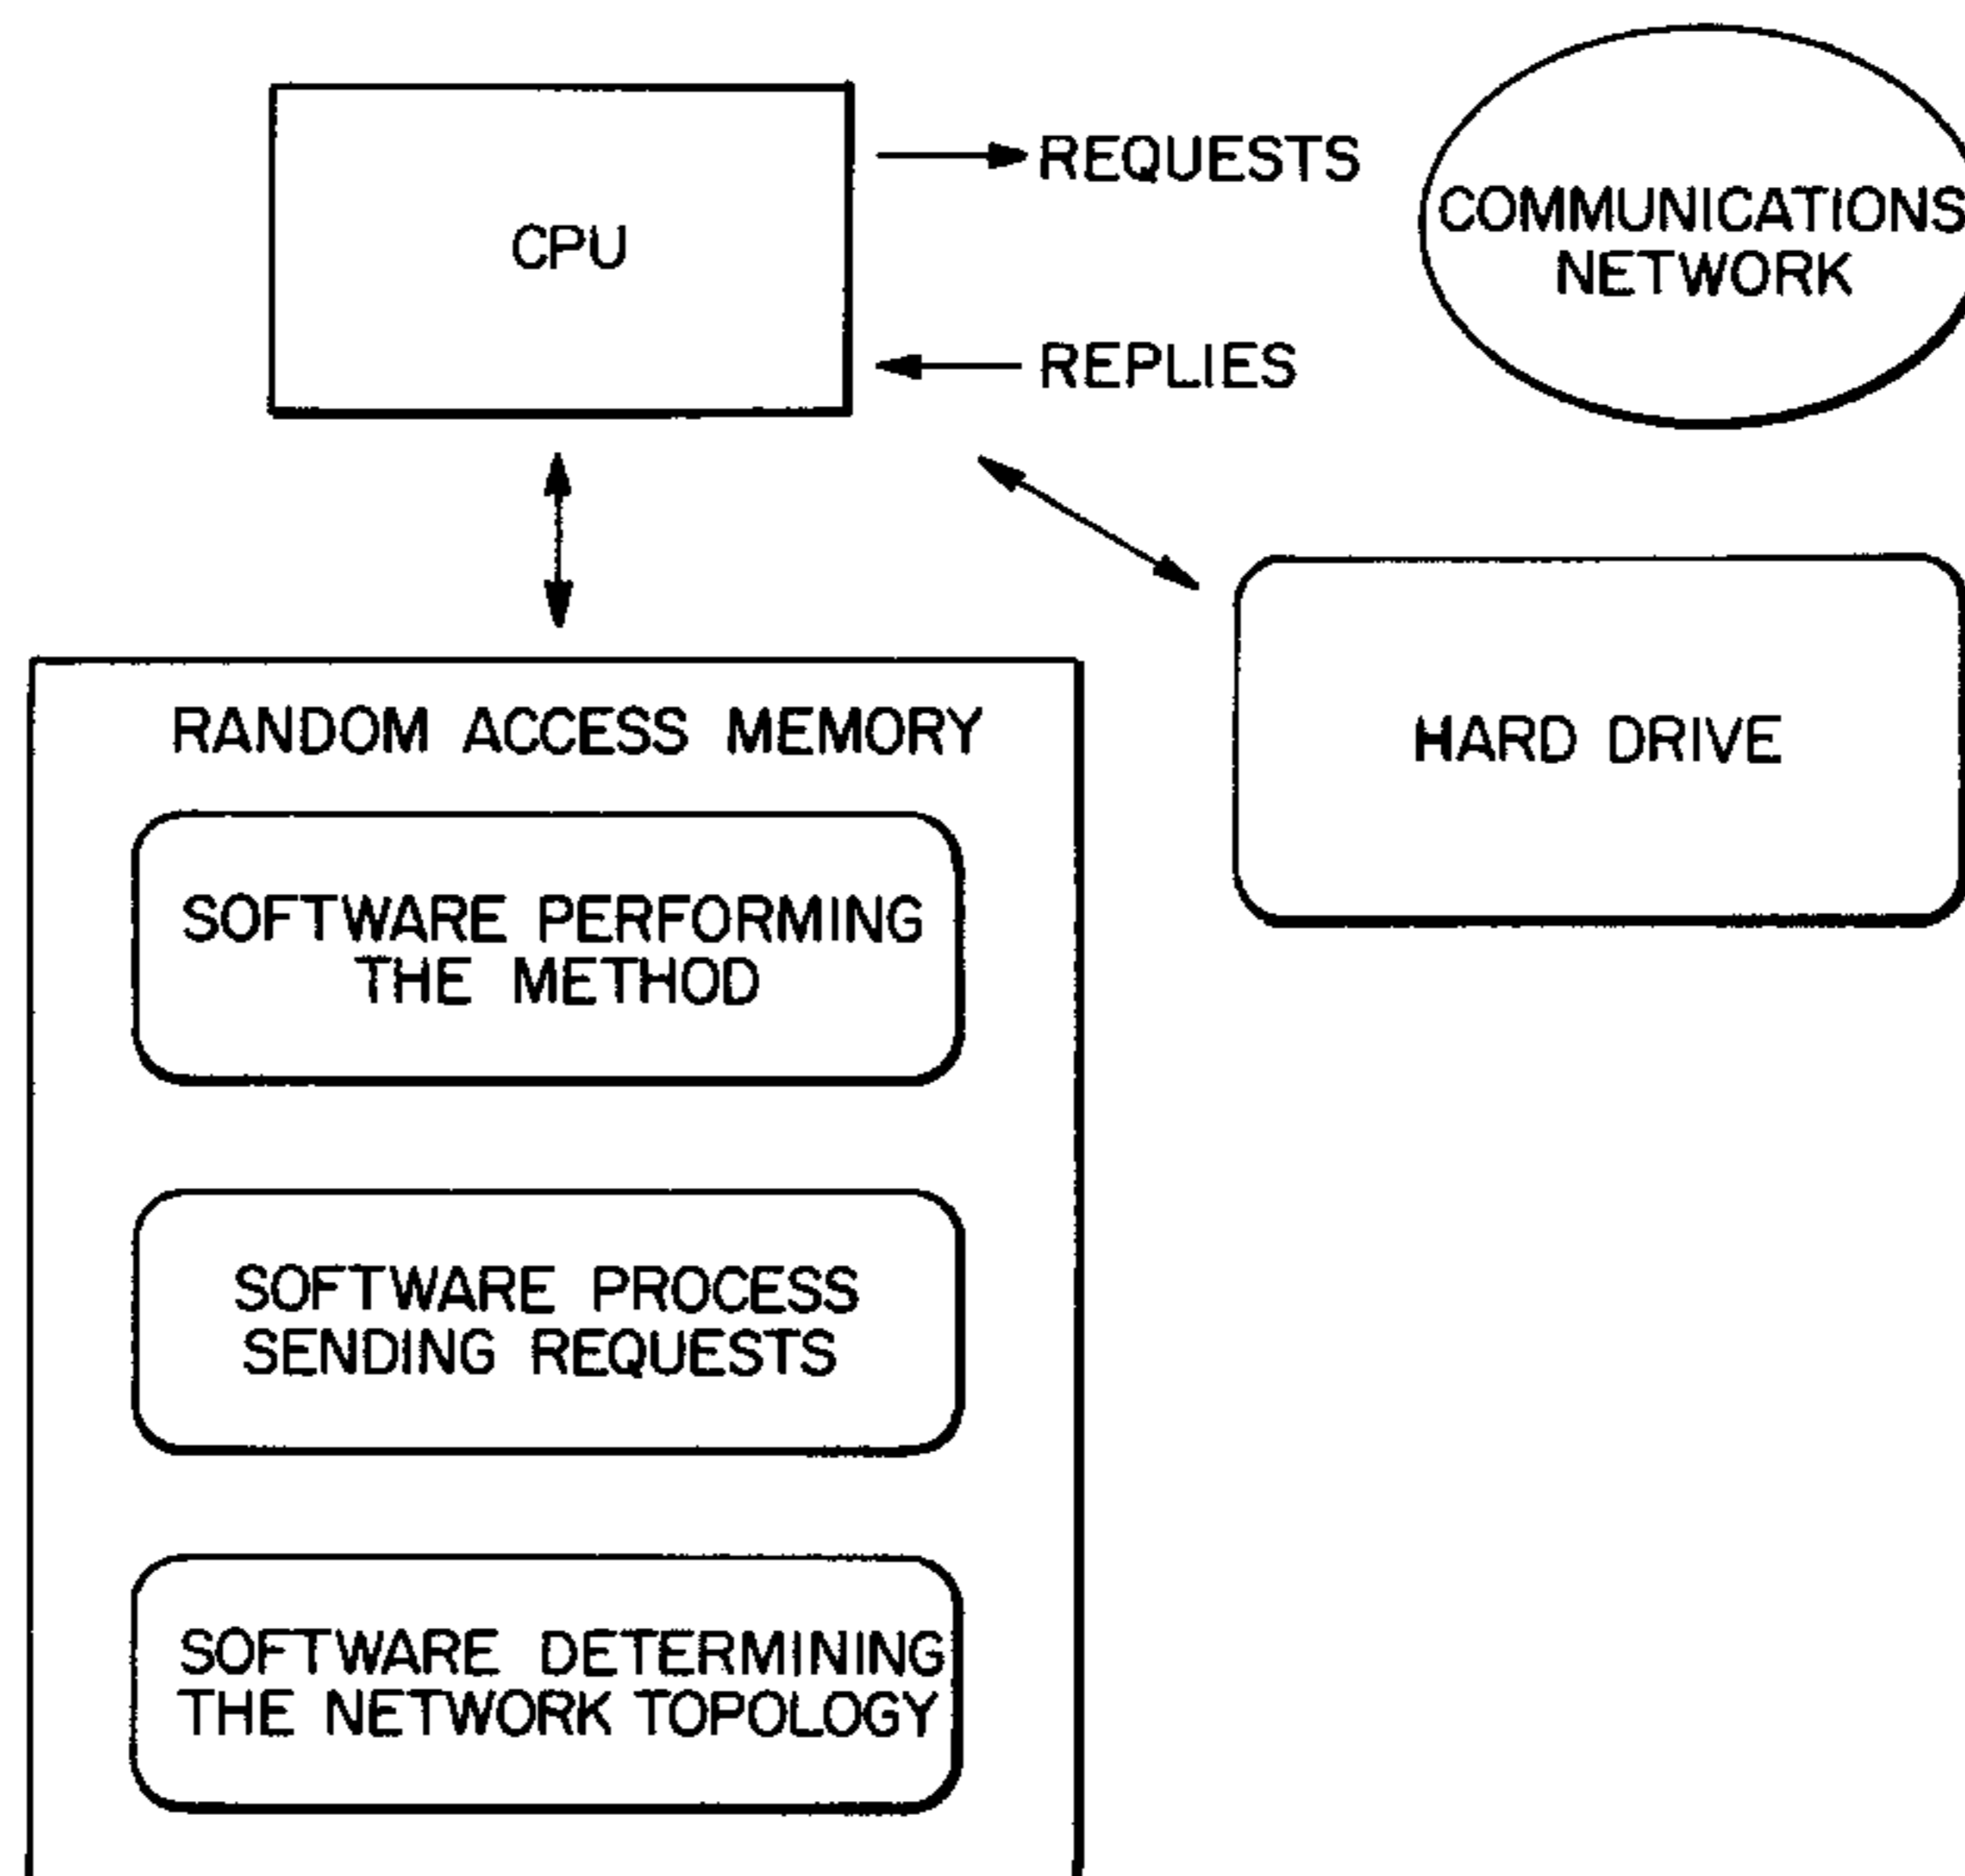 CPU
REQUESTS
REPLIES
COMMUNICATIONS
NETWORK
RANDOM ACCESS MEMORY
HARD DRIVE
SOFTWARE PERFORMING
THE METHOD
SOFTWARE PROCESS
SENDING REQUESTS
SOFTWARE DETERMINING
THE NETWORK TOPOLOGY